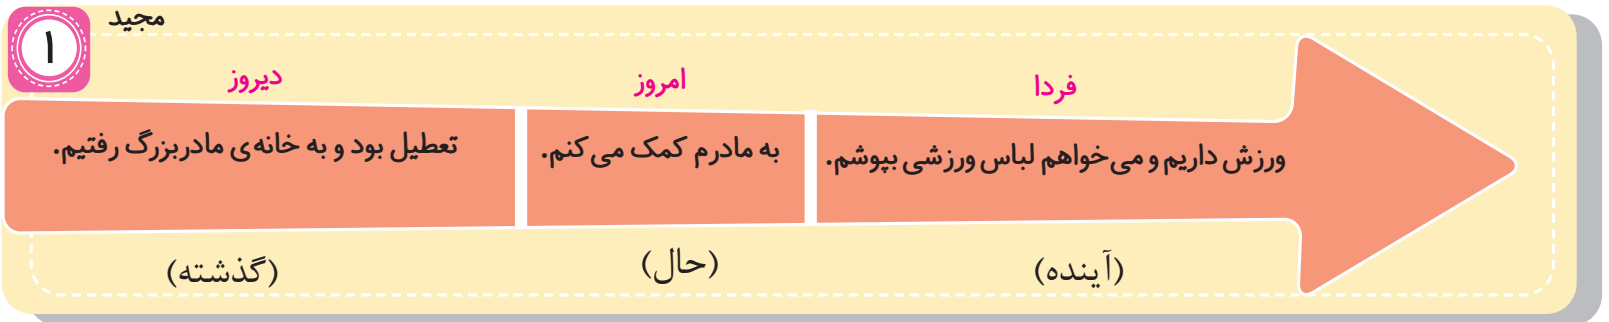 مجید
۱
دیروز
امروز
فردا
تعطیل بود و به خانه‌ی مادربزرگ رفتیم.
به مادرم کمک می‌کنم.
ورزش داریم و می‌خواهم لباس ورزشی بپوشم.
(گذشته)
(حال)
(آینده)